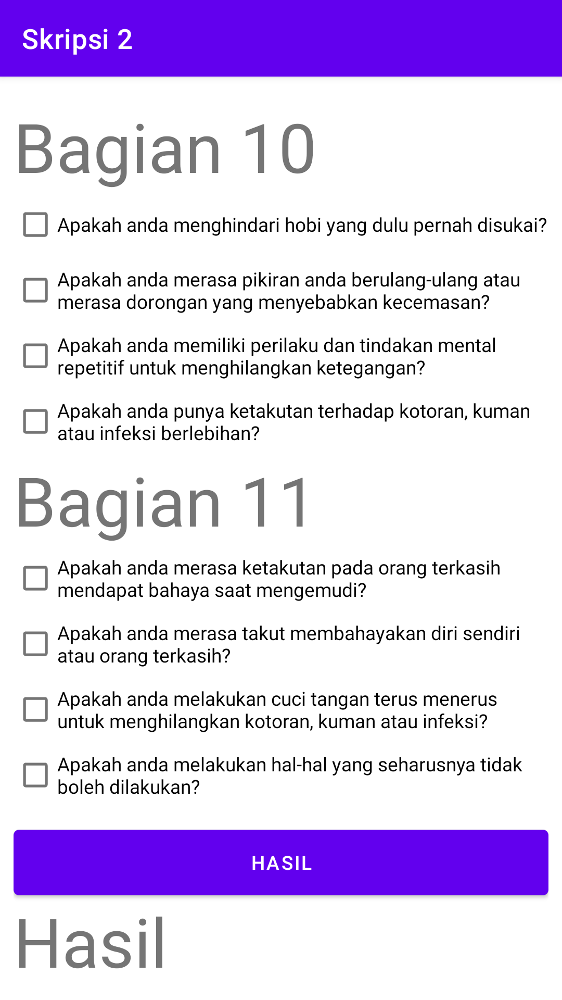 Skripsi 2
Bagian 10
Apakah anda menghindari hobi yang dulu pernah disukai?
Apakah anda merasa pikiran anda berulang-ulang atau
merasa dorongan yang menyebabkan kecemasan?
Apakah anda memiliki perilaku dan tindakan mental
repetitif untuk menghilangkan ketegangan?
Apakah anda punya ketakutan terhadap kotoran, kuman
atau infeksi berlebihan?
Bagian 11
Apakah anda merasa ketakutan pada orang terkasih
mendapat bahaya saat mengemudi?
Apakah anda merasa takut membahayakan diri sendiri
atau orang terkasih?
Apakah anda melakukan cuci tangan terus menerus
untuk menghilangkan kotoran, kuman atau infeksi?
Apakah anda melakukan hal-hal yang seharusnya tidak
boleh dilakukan?
HASIL
Hasil